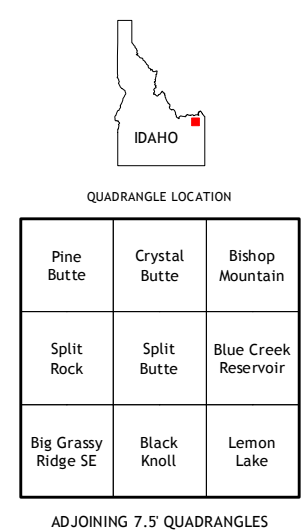 IDAHO
QUADRANGLE LOCATION
Pine
Butte
Crystal
Butte
Bishop
Mountain
Split
Rock
Split
Butte
Blue Creek
Reservoir
Big Grassy
Ridge SE
Black
Knoll
Lemon
Lake
ADJOINING 7.5' QUADRANGLES